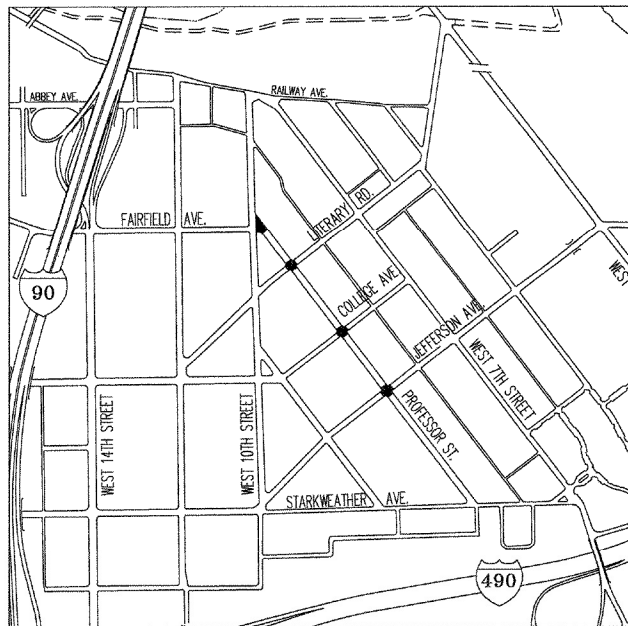 ABBEY AVE.
RAILWAY AVE.
FAIRFIELD AVE.
LITERARY RD.
90
COLLEGE AVE.
JEFFERSON AVE.
WEST
WEST 7TH STREET
WEST 14TH STREET
WEST 10TH STREET
PROFESSOR ST.
STARKWEATHER AVE.
490